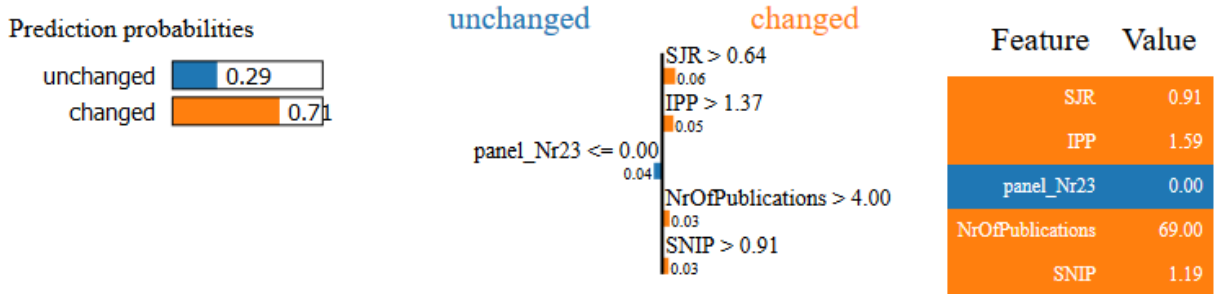 Prediction probabilities
unchanged 0.29
changed 0.71
unchanged changed
SJR > 0.64
0.06
IPP > 1.37
0.05
panel_Nr23 <= 0.00
0.04
NrOfPublications > 4.00
0.03
SNIP > 0.91
0.03
Feature Value
SJR 0.91
IPP 1.59
panel_Nr23 0.00
NrOfPublications 69.00
SNIP 1.19